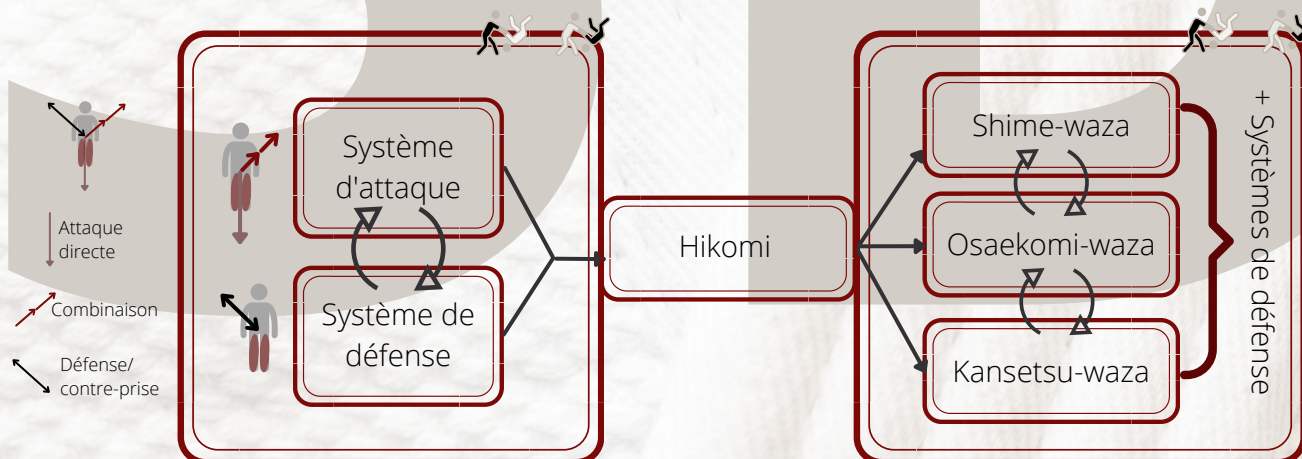 Attaque
directe
Combinaison
Défense/
contre-prise
Système
d'attaque
Système de
défense
Hikomi
Shime-waza
Osaekomi-waza
Kansetsu-waza
+ Systèmes de défense